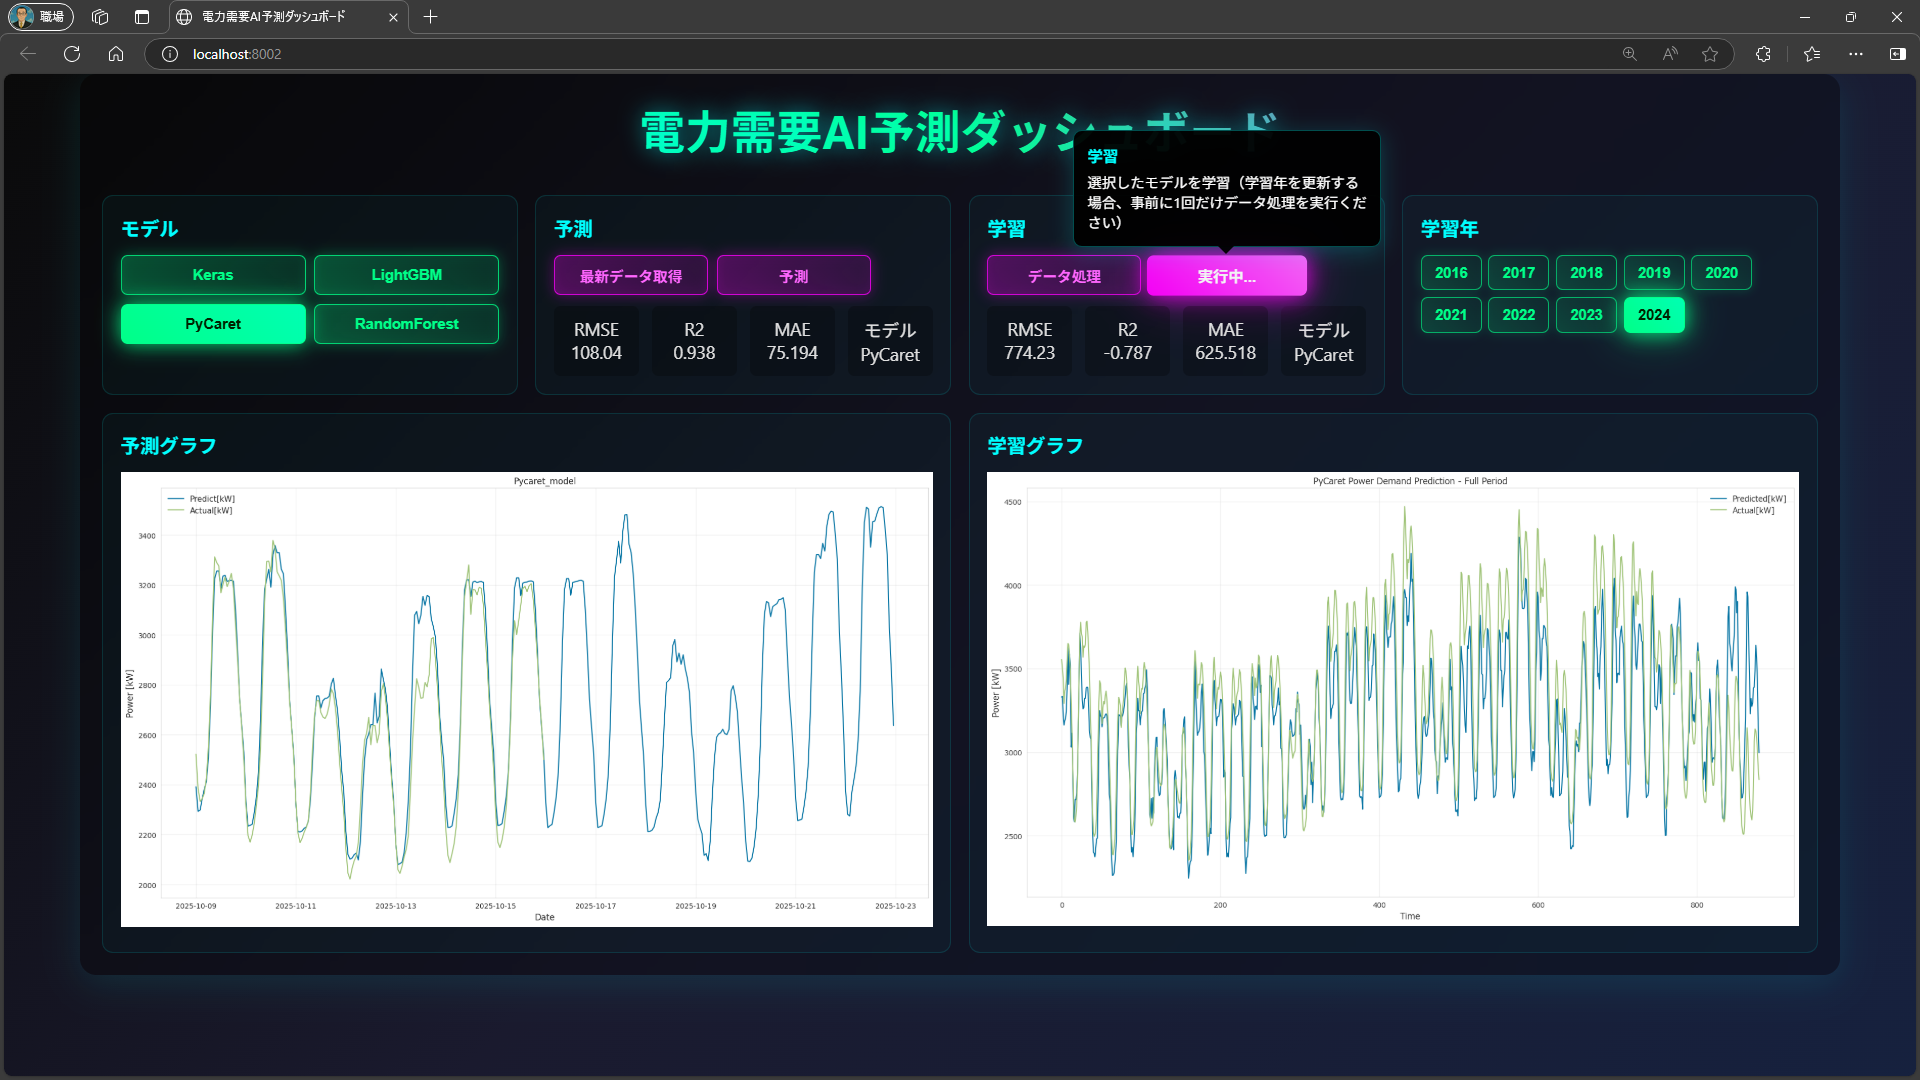 職場
電力需要AI予測ダッシュボード
localhost:8002
電力需要AI予測ダッシュボード
学習
選択したモデルを学習（学習年を更新する
場合、事前に1回だけデータ処理を実行くだ
さい）
モデル
Keras
LightGBM
PyCaret
RandomForest
予測
最新データ取得
予測
RMSE
108.04
R2
0.938
MAE
75.194
モデル
PyCaret
学習
データ処理
実行中...
RMSE
774.23
R2
-0.787
MAE
625.518
モデル
PyCaret
学習年
2016
2017
2018
2019
2020
2021
2022
2023
2024
予測グラフ
Pycaret_model
Predict[kW]
Actual[kW]
3400
3200
3000
2800
2600
2400
2200
2000
Power [kW]
2025-10-09
2025-10-11
2025-10-13
2025-10-15
2025-10-17
2025-10-19
2025-10-21
2025-10-23
Date
学習グラフ
PyCaret Power Demand Prediction - Full Period
Predicted[kW]
Actual[kW]
4500
4000
3500
3000
2500
Power [kW]
0
200
400
600
800
Time